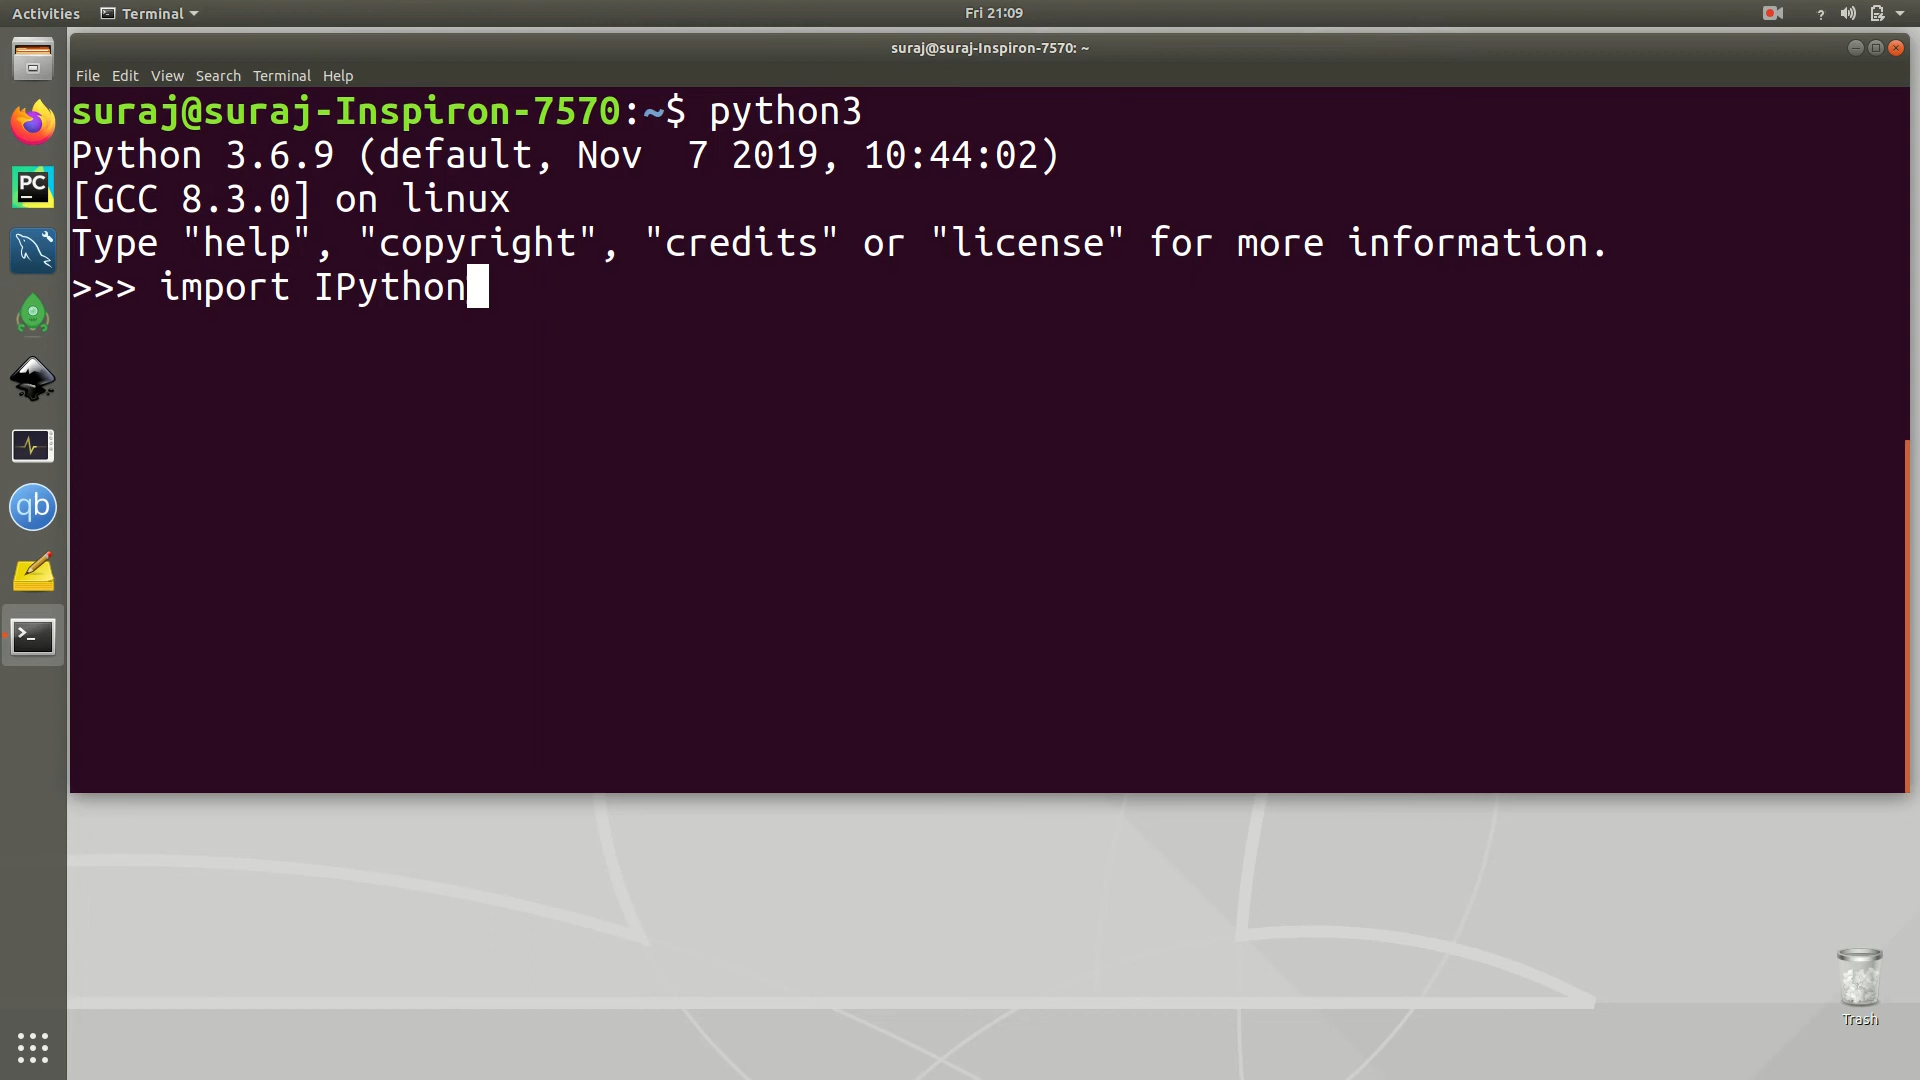 Activities Terminal Fri 21:09 ?
suraj@suraj-Inspiron-7570: ~
File Edit View Search Terminal Help
suraj@suraj-Inspiron-7570:~$ python3
Python 3.6.9 (default, Nov  7 2019, 10:44:02)
[GCC 8.3.0] on linux
Type "help", "copyright", "credits" or "license" for more information.
>>> import IPython
PC
qb
>_
Trash